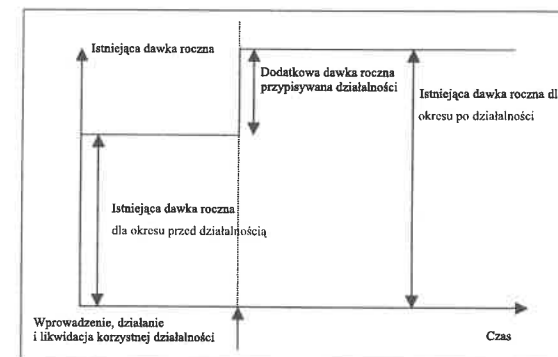 Istniejąca dawka roczna
Dodatkowa dawka roczna
przypisywana działalności
Istniejąca dawka roczna dl
okresu po działalności
Istniejąca dawka roczna
dla okresu przed działalnością
Wprowadzenie, działanie
i likwidacja korzystnej działalności
Czas